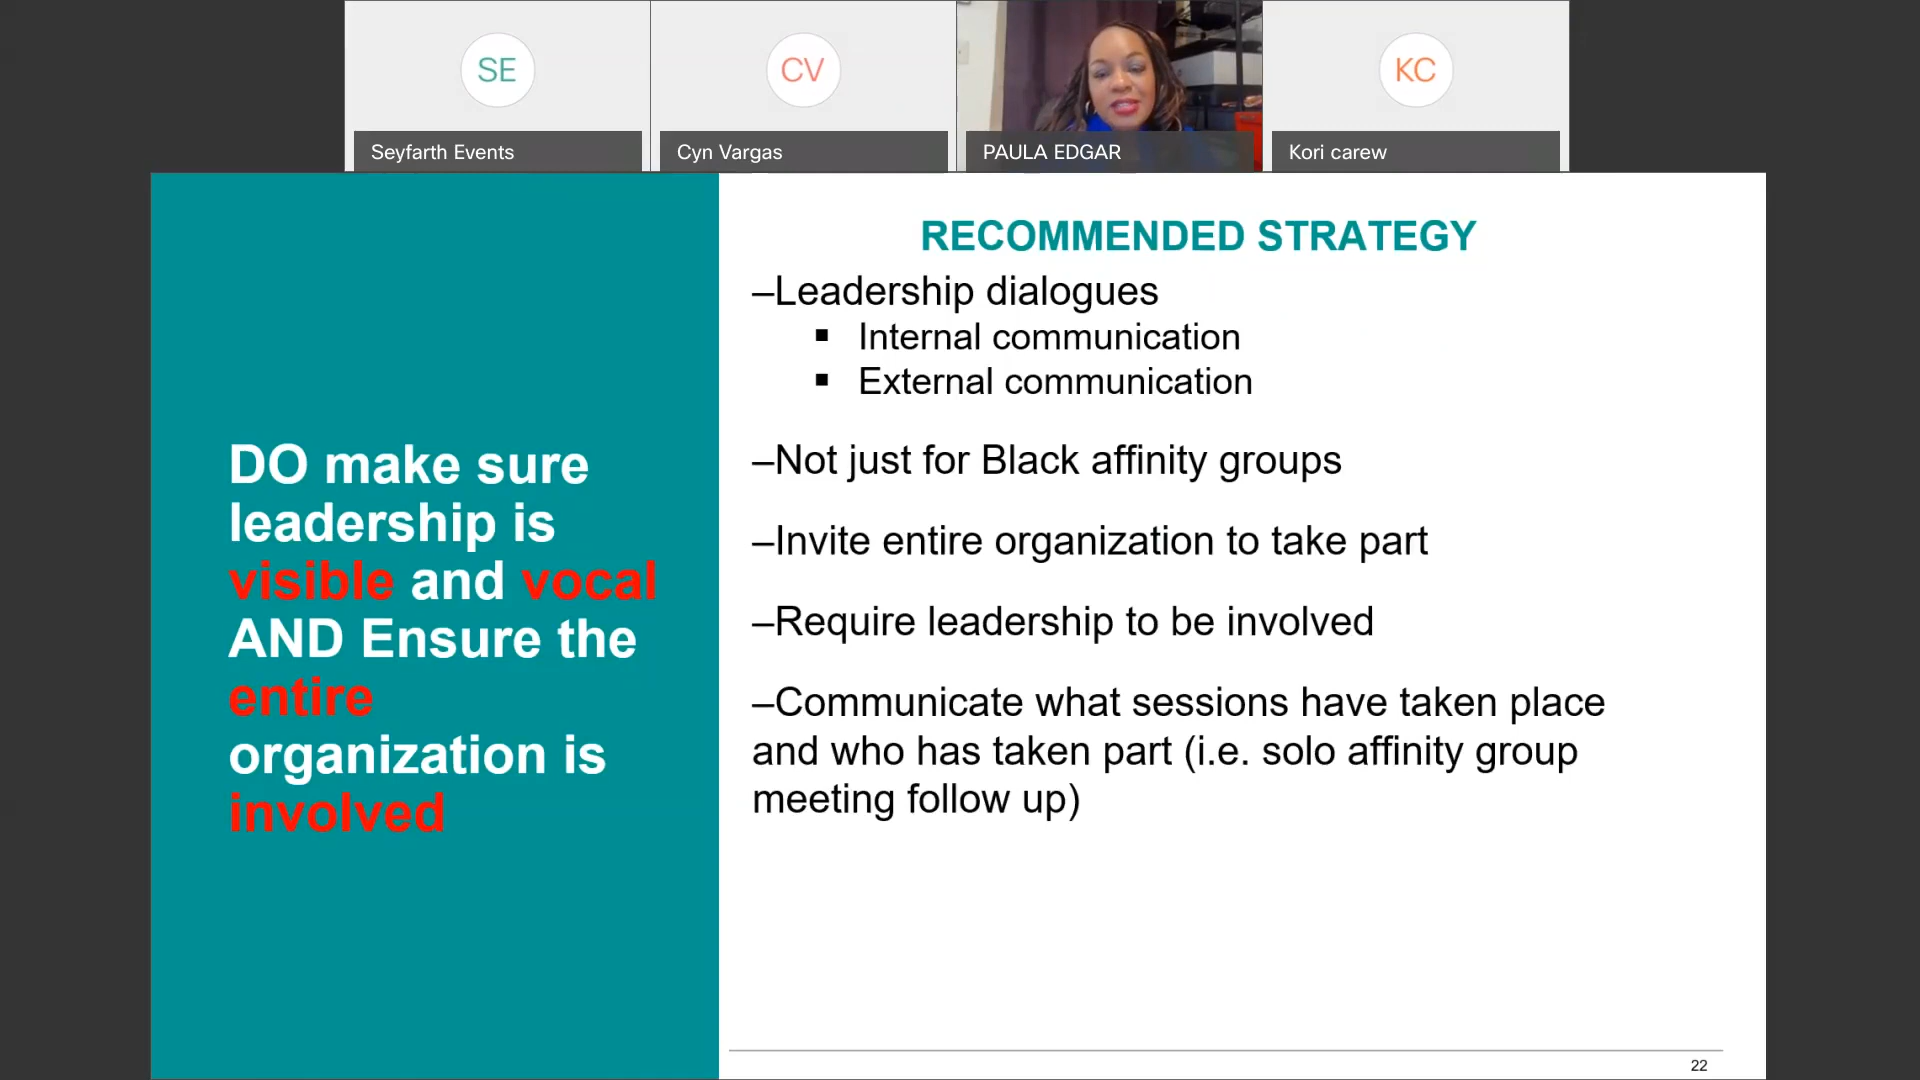 SE
CV
KC
Seyfarth Events
Cyn Vargas
PAULA EDGAR
Kori carew
DO make sure
leadership is
visible and vocal
AND Ensure the
entire
organization is
involved
RECOMMENDED STRATEGY
–Leadership dialogues
▪ Internal communication
▪ External communication
–Not just for Black affinity groups
–Invite entire organization to take part
–Require leadership to be involved
–Communicate what sessions have taken place
and who has taken part (i.e. solo affinity group
meeting follow up)
22